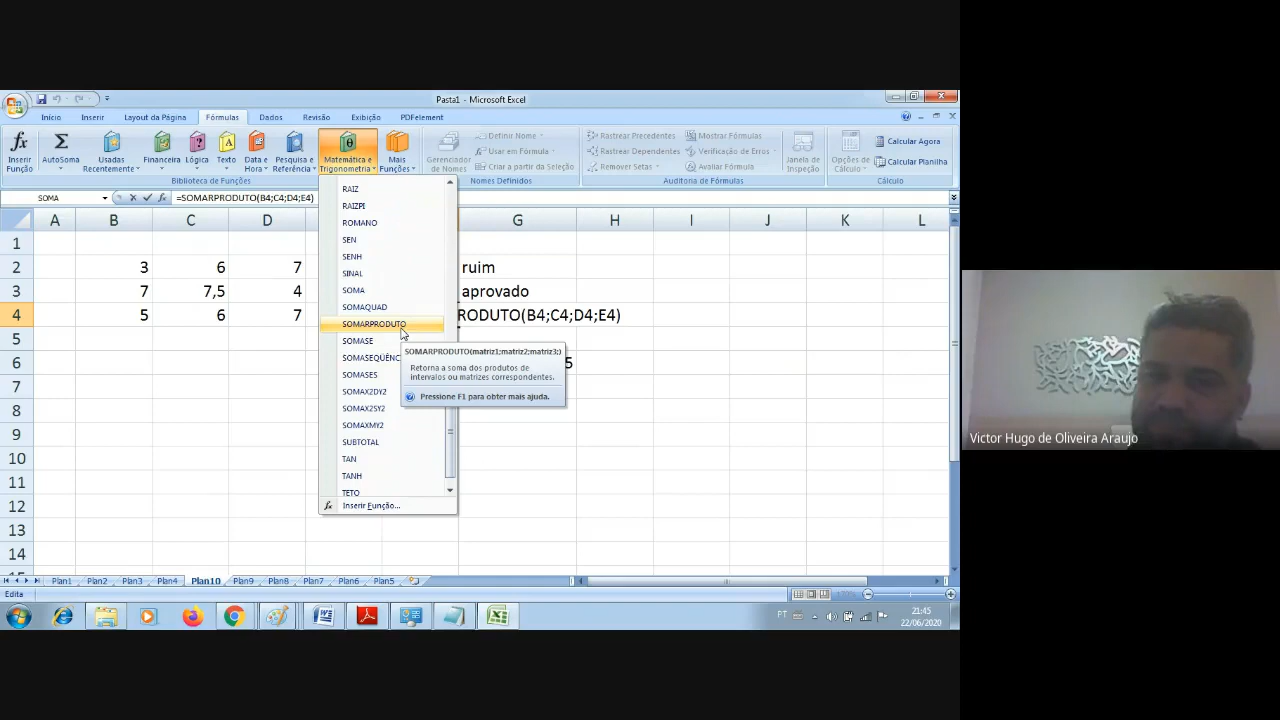 Pasta1 - Microsoft Excel
Início Inserir Layout da Página Fórmulas Dados Revisão Exibição PDFelement
Inserir Função
AutoSoma
Usadas Recentemente
Financeira
Lógica
Texto
Data e Hora
Pesquisa e Referência
Matemática e Trigonometria
Mais Funções
Biblioteca de Funções
Gerenciador de Nomes
Definir Nome
Usar em Fórmula
Criar a partir da Seleção
Nomes Definidos
Rastrear Precedentes
Rastrear Dependentes
Remover Setas
Mostrar Fórmulas
Verificação de Erros
Avaliar Fórmula
Auditoria de Fórmulas
Janela de Inspeção
Opções de Cálculo
Calcular Agora
Calcular Planilha
Cálculo
SOMA =SOMARPRODUTO(B4;C4;D4;E4)
A B C D G H I J K L
1
2 3 6 7 ruim
3 7 7,5 4 aprovado
4 5 6 7 RODUTO(B4;C4;D4;E4)
5
6 5
7
8
9
10
11
12
13
14
RAIZ
RAIZPI
ROMANO
SEN
SENH
SINAL
SOMA
SOMAQUAD
SOMARPRODUTO
SOMASE
SOMASEQÜÊNC
SOMASES
SOMAX2DY2
SOMAX2SY2
SOMAXMY2
SUBTOTAL
TAN
TANH
TETO
Inserir Função...
SOMARPRODUTO(matriz1;matriz2;matriz3;)
Retorna a soma dos produtos de
intervalos ou matrizes correspondentes.
Pressione F1 para obter mais ajuda.
Plan1 Plan2 Plan3 Plan4 Plan10 Plan9 Plan8 Plan7 Plan6 Plan5
Edita
PT
21:45
22/06/2020
Victor Hugo de Oliveira Araujo